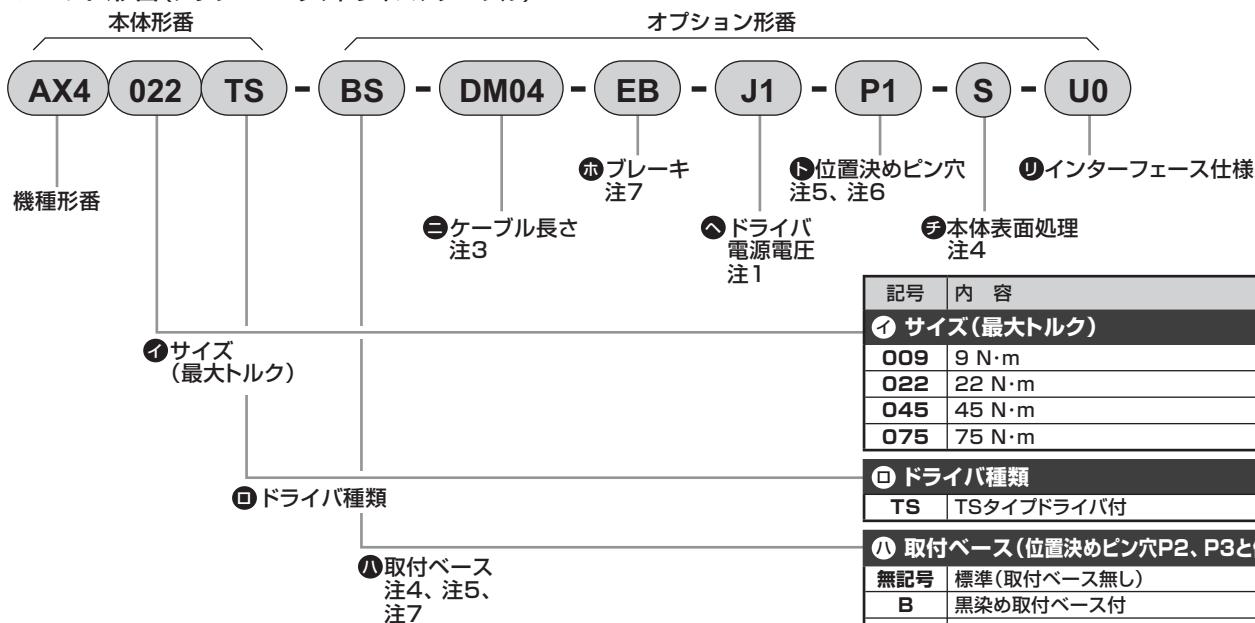 本体形番
オプション形番
AX4 022 TS - BS - DM04 - EB - J1 - P1 - S - U0
機種形番
ホ ブレーキ
注7
ト 位置決めピン穴
注5、注6
リ インターフェース仕様
ニ ケーブル長さ
注3
ヘ ドライバ
電源電圧
注1
チ 本体表面処理
注4
イ サイズ
(最大トルク)
ロ ドライバ種類
ハ 取付ベース
注4、注5、
注7
記号 内 容
イ サイズ(最大トルク)
009 9 N·m
022 22 N·m
045 45 N·m
075 75 N·m
ロ ドライバ種類
TS TSタイプドライバ付
ハ 取付ベース(位置決めピン穴P2、P3と
無記号 標準(取付ベース無し)
B 黒染め取付ベース付